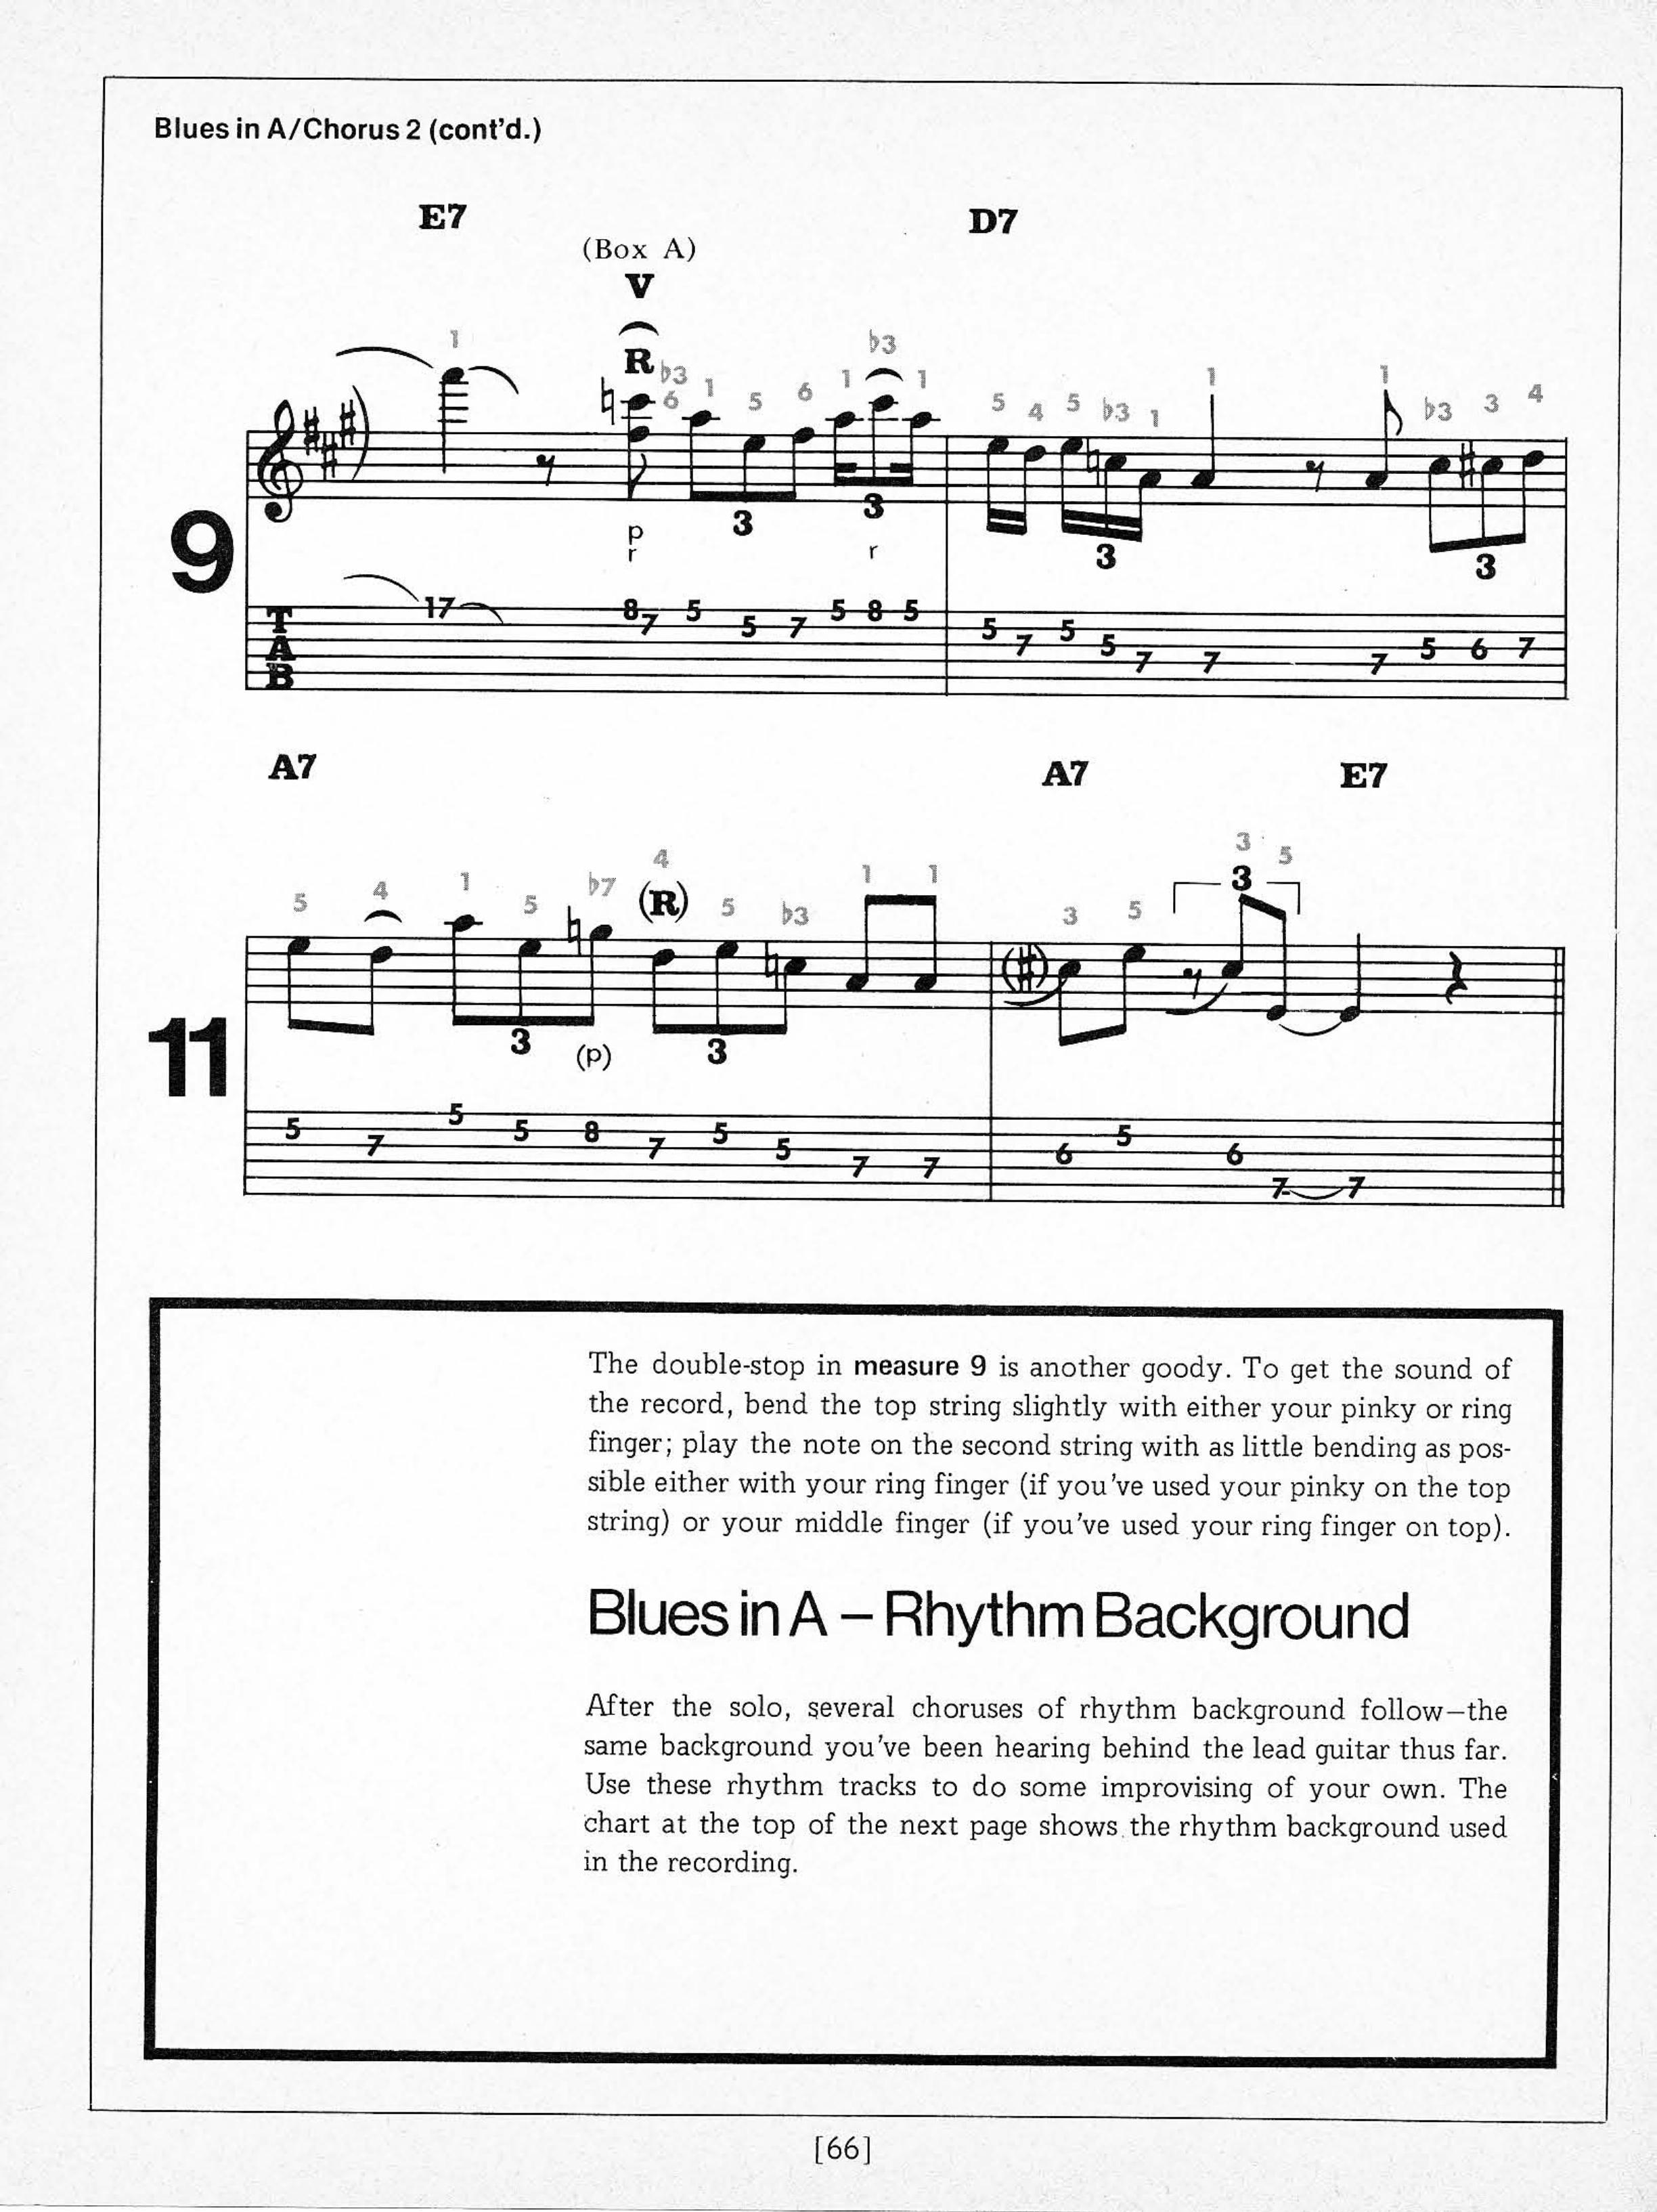 Blues in A/Chorus 2 (cont'd.)
E7 D7
(Box A)
V
R
1 ♭3 6 1 5 6 1 ♭3 1 5 4 5 ♭3 1 1 1 ♭3 3 4
3 3 3 3
p
r r
9
T
A
B
17 8 7 5 5 7 5 8 5 5 7 5 5 7 7 7 5 6 7
A7 A7 E7
5 4 1 5 ♭7 4 5 ♭3 1 1 3 5 3 5
(R) 3
3 (p) 3
11
5 7 5 5 8 7 5 5 7 7 6 5 6 7 7
The double-stop in measure 9 is another goody. To get the sound of
the record, bend the top string slightly with either your pinky or ring
finger; play the note on the second string with as little bending as pos-
sible either with your ring finger (if you've used your pinky on the top
string) or your middle finger (if you've used your ring finger on top).
Blues in A – Rhythm Background
After the solo, several choruses of rhythm background follow—the
same background you've been hearing behind the lead guitar thus far.
Use these rhythm tracks to do some improvising of your own. The
chart at the top of the next page shows the rhythm background used
in the recording.
[66]